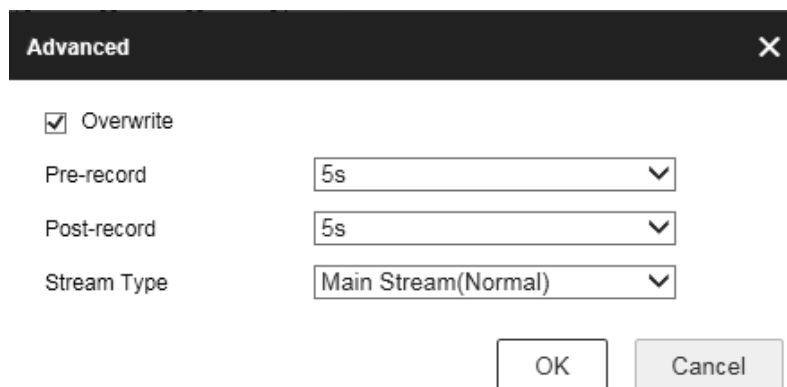 Advanced
Overwrite
Pre-record 5s
Post-record 5s
Stream Type Main Stream(Normal)
OK Cancel